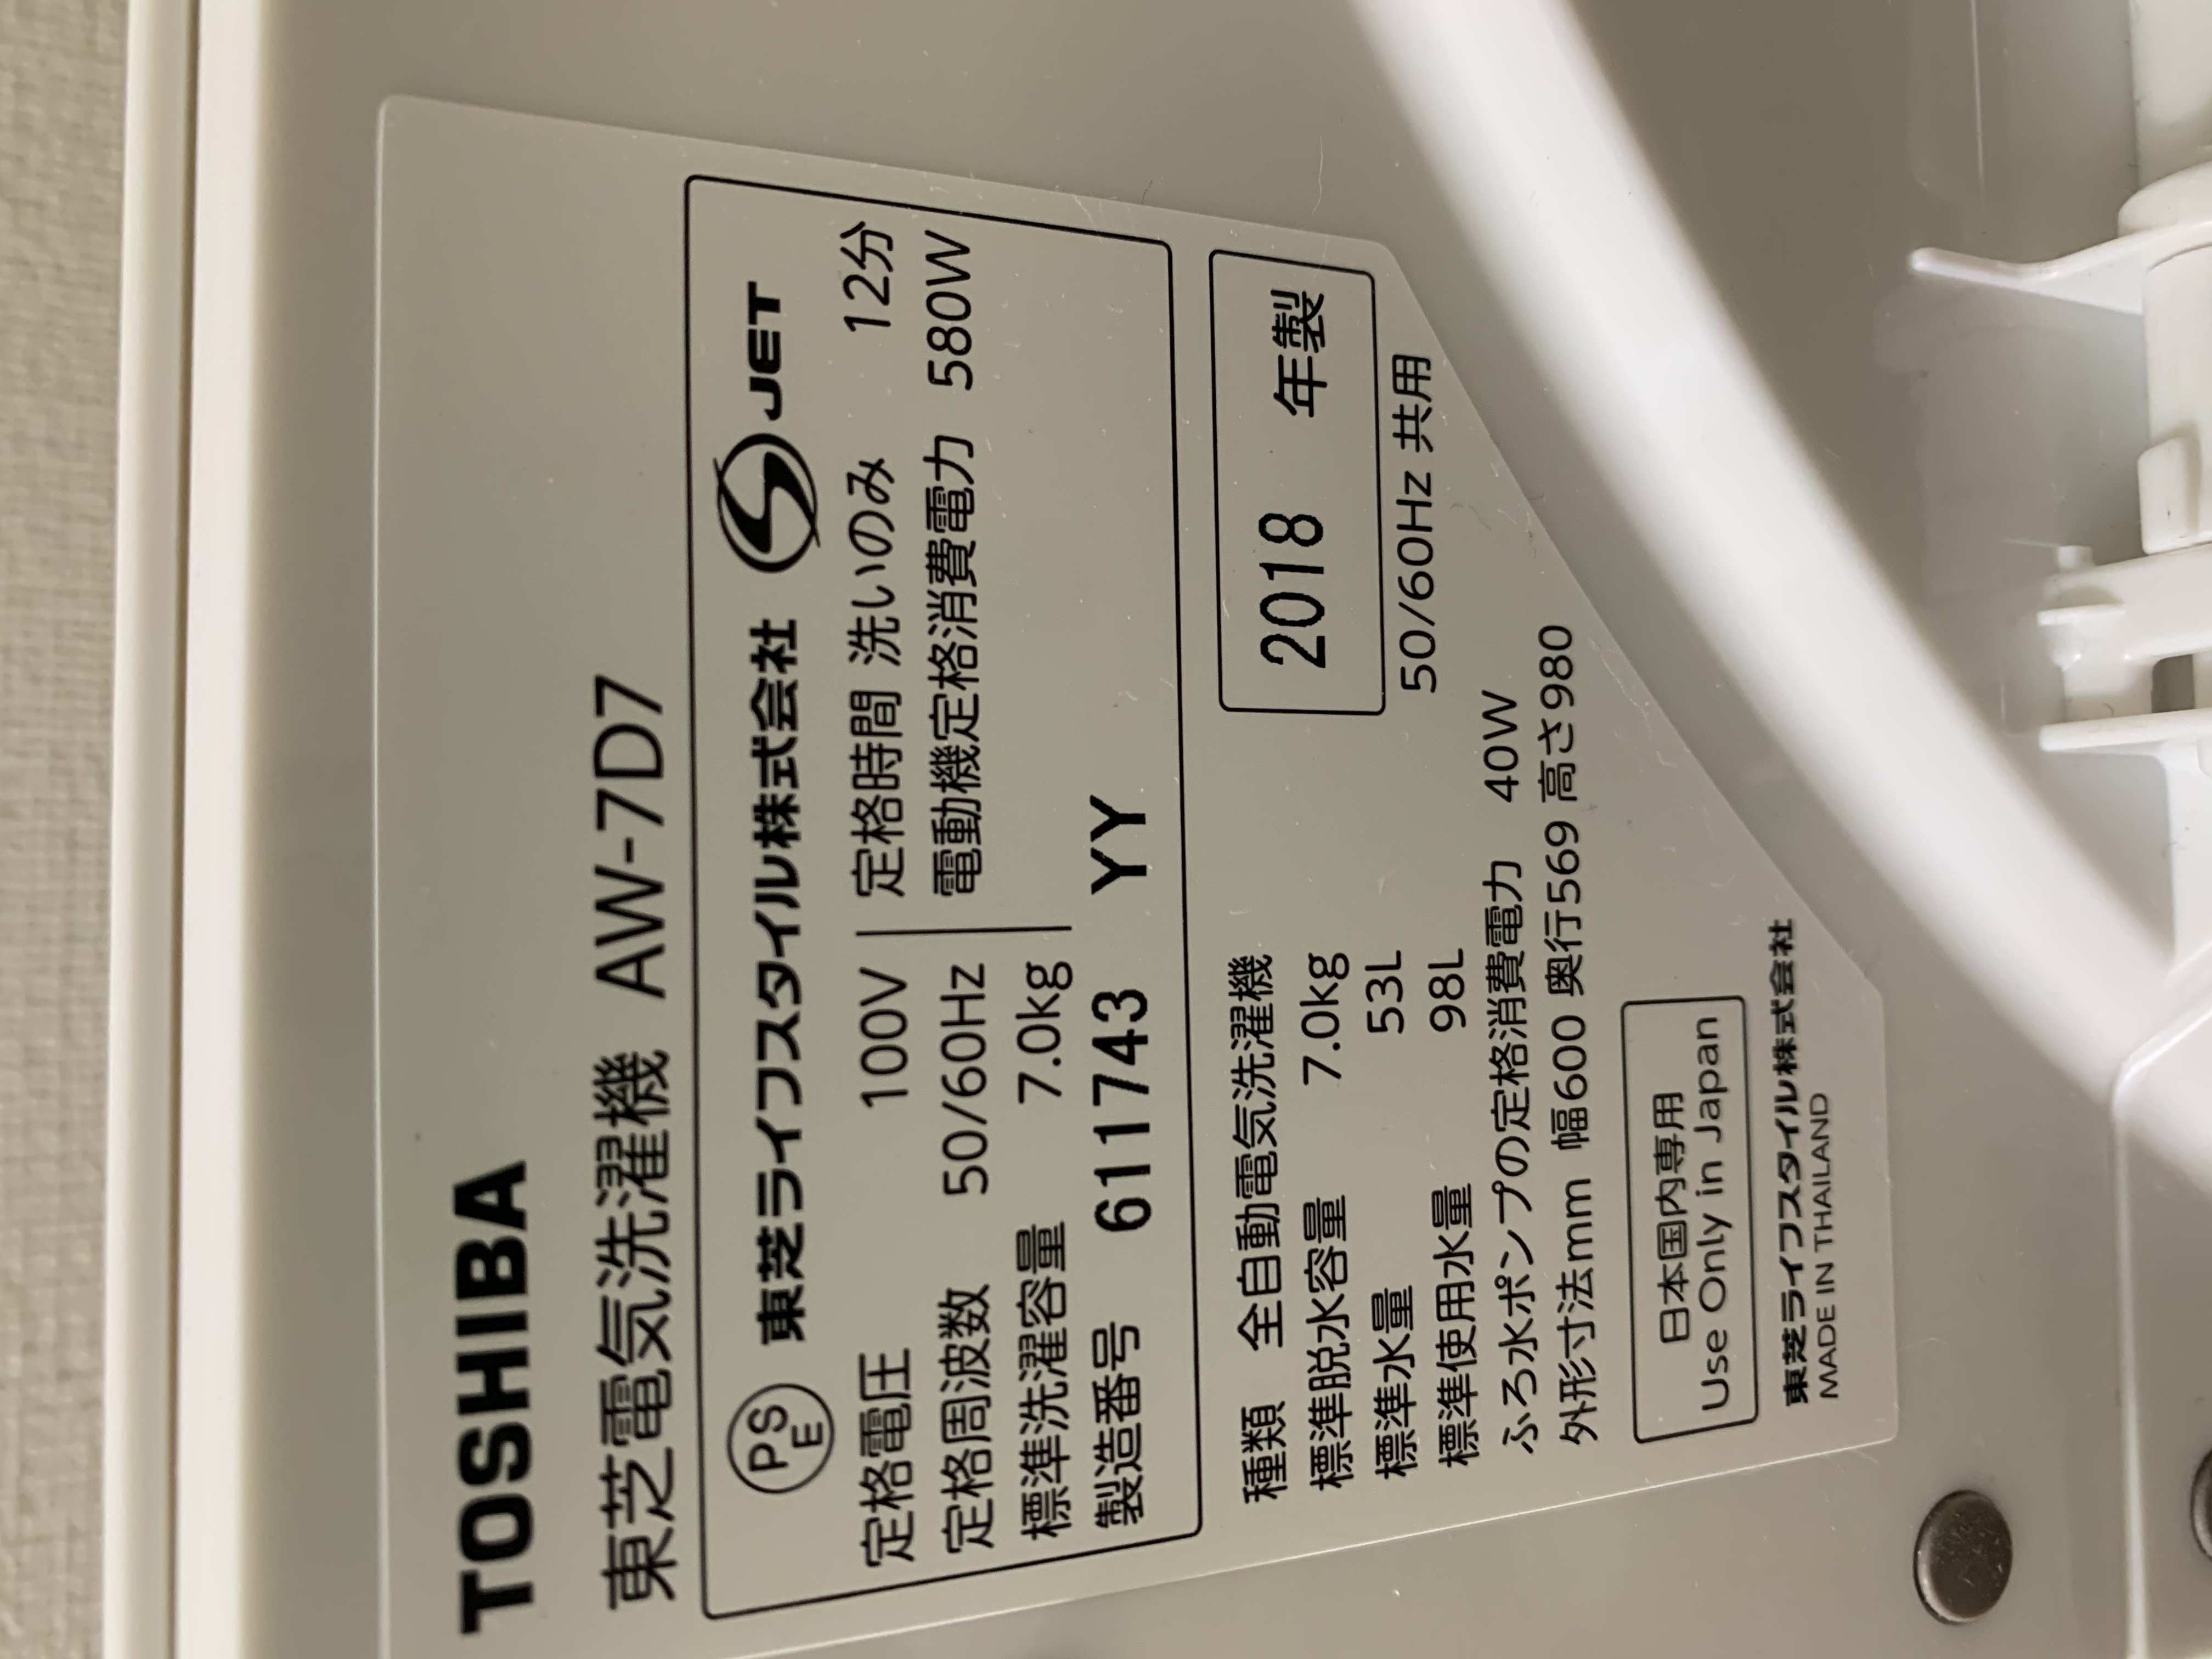 TOSHIBA
東芝電気洗濯機 AW-7D7
PSE 東芝ライフスタイル株式会社 S JET
定格電圧 100V 定格時間 洗いのみ 12分
定格周波数 50/60Hz 電動機定格消費電力 580W
標準洗濯容量 7.0kg
製造番号 611743 YY
2018 年製
50/60Hz 共用
種類 全自動電気洗濯機
標準脱水容量 7.0kg
標準水量 53L
標準使用水量 98L
ふろ水ポンプの定格消費電力 40W
外形寸法mm 幅600 奥行569 高さ980
日本国内専用
Use Only in Japan
東芝ライフスタイル株式会社
MADE IN THAILAND